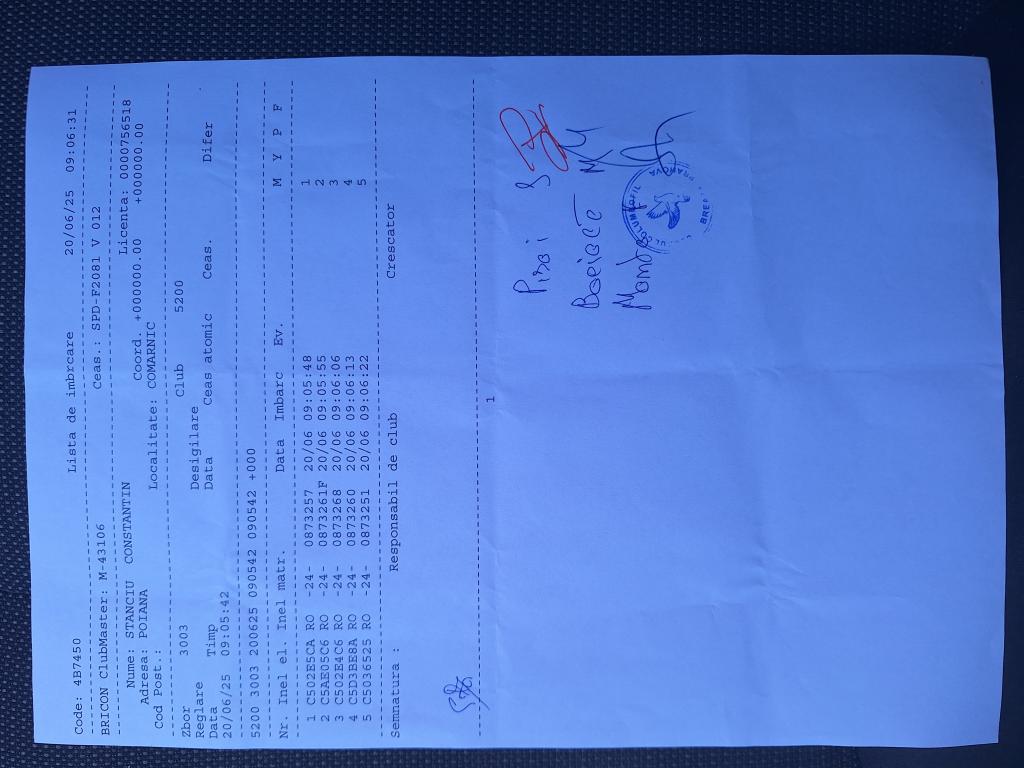 Code: 4B7450 Lista de imbrcare 20/06/25 09:06:31
BRICON ClubMaster: M-43106 Ceas.: SPD-F2081 V 012
Nume: STANCIU CONSTANTIN Coord. +000000.00 Licenta: 0000756518
Adresa: POIANA Localitate: COMARNIC +000000.00
Cod Post.:
Zbor 3003 Club 5200
Reglare Desigilare
Data Timp Data Ceas atomic Ceas. Difer
20/06/25 09:05:42
5200 3003 200625 090542 090542 +000
Nr. Inel el. Inel matr. Data Imbarc Ev. M Y P F
1 C502E5CA RO -24- 0873257 20/06 09:05:48 1
2 C5AE05C6 RO -24- 0873261F 20/06 09:05:55 2
3 C502E4C6 RO -24- 0873268 20/06 09:06:06 3
4 C5D3BE8A RO -24- 0873260 20/06 09:06:13 4
5 C5036525 RO -24- 0873251 20/06 09:06:22 5
Semnatura : Responsabil de club Crescator
1
COLUMBOFIL